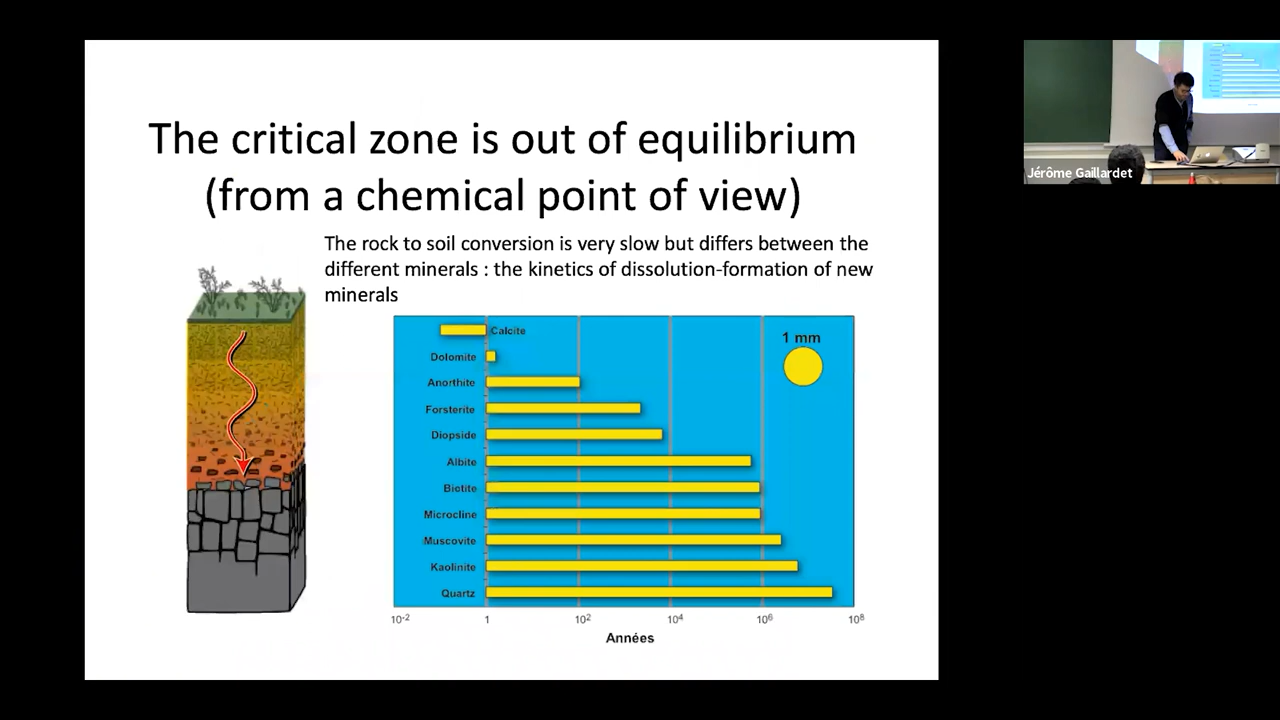 The critical zone is out of equilibrium
(from a chemical point of view)
The rock to soil conversion is very slow but differs between the
different minerals : the kinetics of dissolution-formation of new
minerals
1 mm
Calcite
Dolomite
Anorthite
Forsterite
Diopside
Albite
Biotite
Microcline
Muscovite
Kaolinite
Quartz
10⁻² 1 10² 10⁴ 10⁶ 10⁸
Années
Jérôme Gaillardet